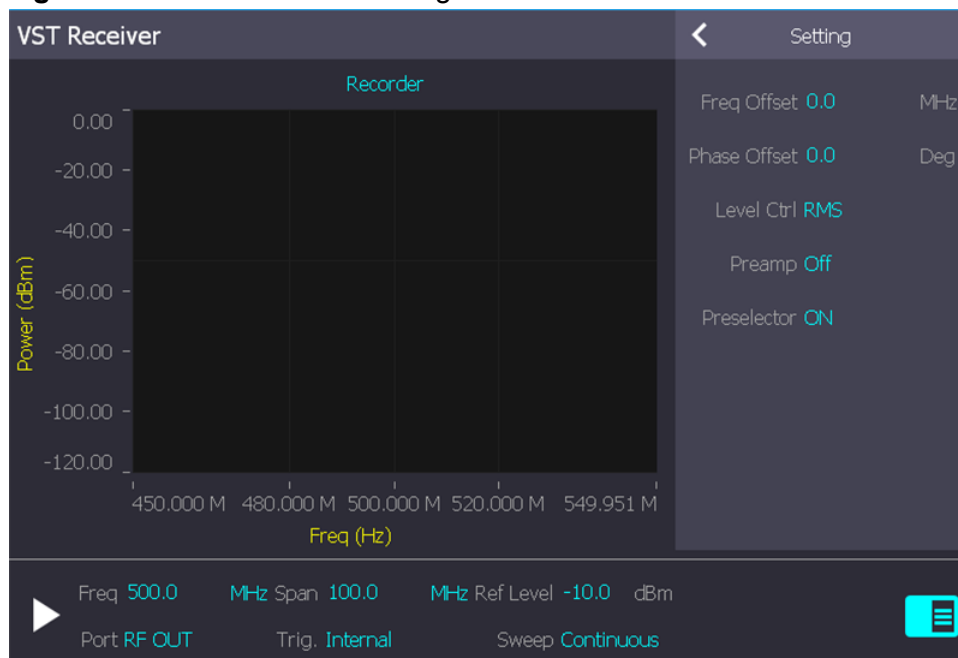 VST Receiver
Setting
Recorder
Power (dBm)
0.00
-20.00
-40.00
-60.00
-80.00
-100.00
-120.00
450.000 M 480.000 M 500.000 M 520.000 M 549.951 M
Freq (Hz)
Freq Offset 0.0 MHz
Phase Offset 0.0 Deg
Level Ctrl RMS
Preamp Off
Preselector ON
Freq 500.0 MHz Span 100.0 MHz Ref Level -10.0 dBm
Port RF OUT Trig. Internal Sweep Continuous